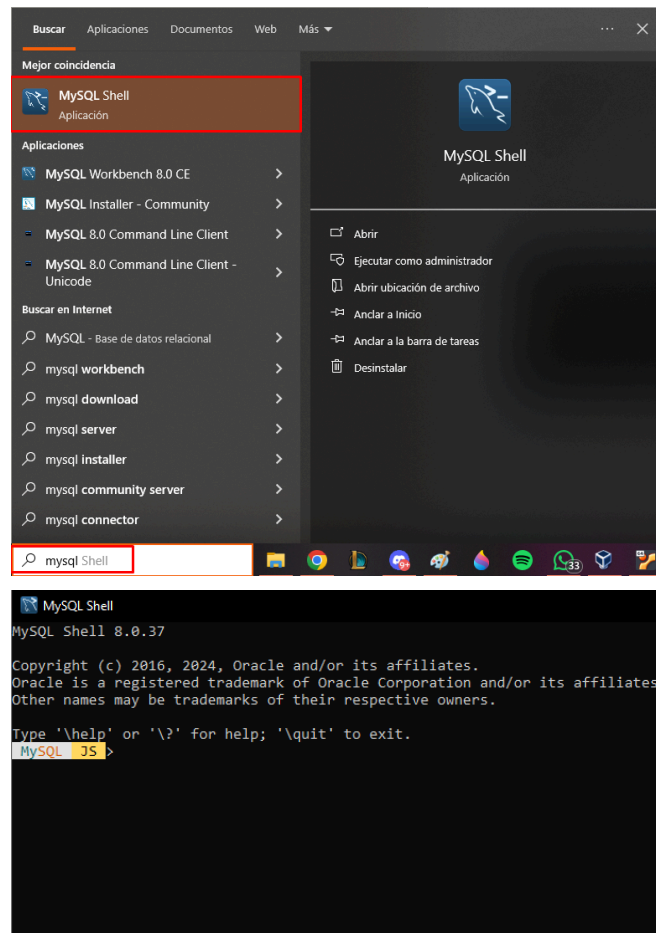 Buscar Aplicaciones Documentos Web Más
Mejor coincidencia
MySQL Shell
Aplicación
Aplicaciones
MySQL Workbench 8.0 CE
MySQL Installer - Community
MySQL 8.0 Command Line Client
MySQL 8.0 Command Line Client -
Unicode
Buscar en Internet
MySQL - Base de datos relacional
mysql workbench
mysql download
mysql server
mysql installer
mysql community server
mysql connector
MySQL Shell
Aplicación
Abrir
Ejecutar como administrador
Abrir ubicación de archivo
Anclar a Inicio
Anclar a la barra de tareas
Desinstalar
mysql Shell
9+
33
MySQL Shell
MySQL Shell 8.0.37
Copyright (c) 2016, 2024, Oracle and/or its affiliates.
Oracle is a registered trademark of Oracle Corporation and/or its affiliates
Other names may be trademarks of their respective owners.
Type '\help' or '\?' for help; '\quit' to exit.
MySQL JS >